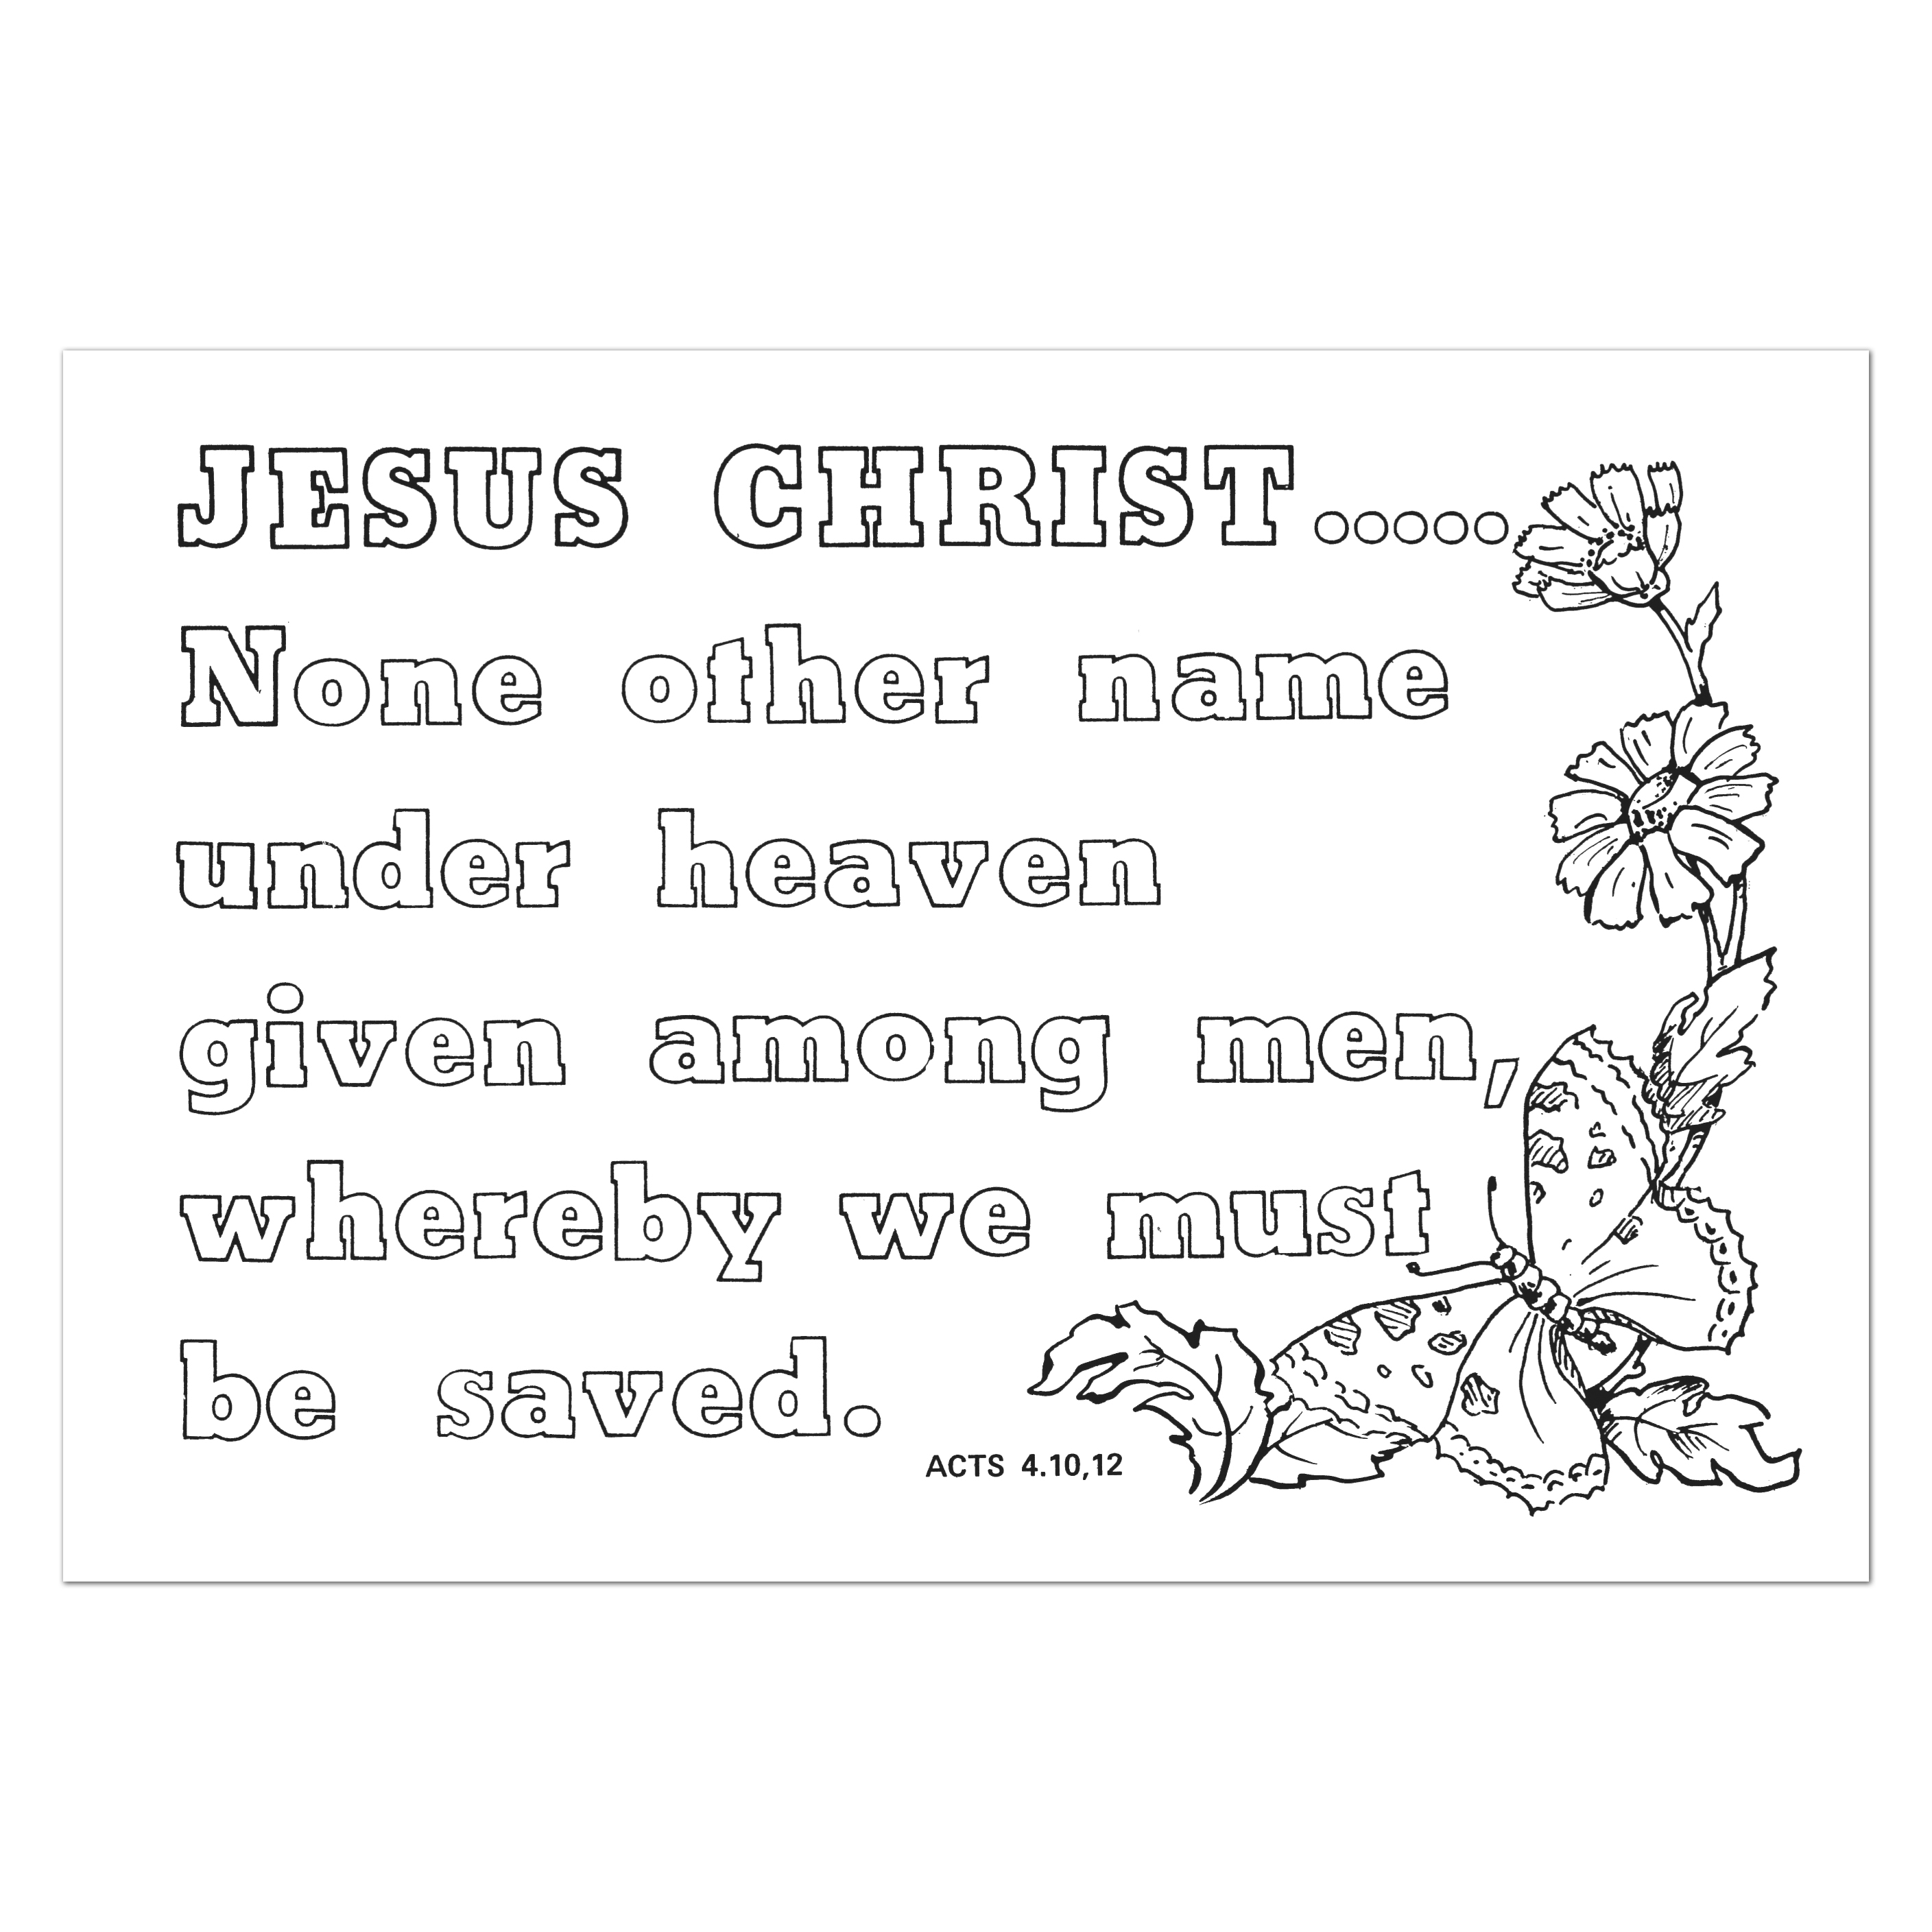 JESUS CHRIST.....
None other name
under heaven
given among men,
whereby we must
be saved.
ACTS 4.10,12